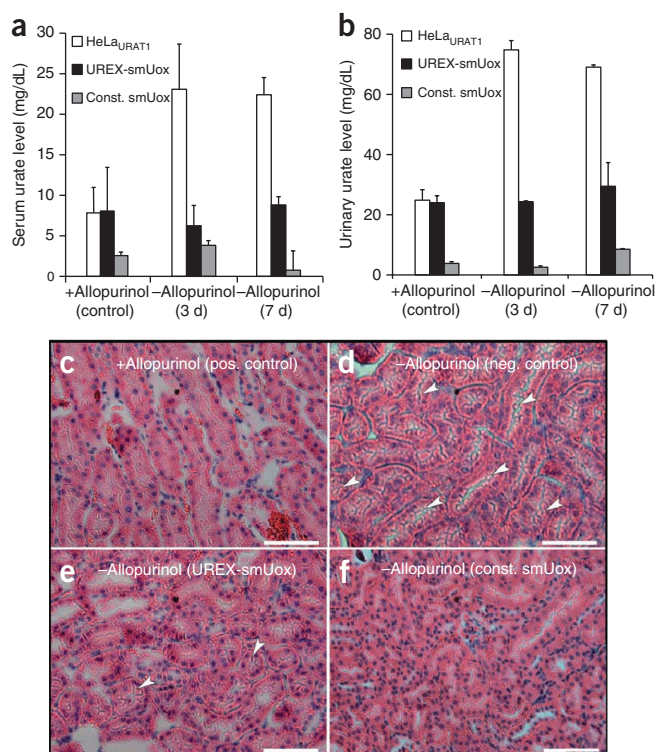 a
30
25
20
15
10
5
0
Serum urate level (mg/dL)
HeLaURAT1
UREX-smUox
Const. smUox
+Allopurinol
(control)
–Allopurinol
(3 d)
–Allopurinol
(7 d)
b
80
60
40
20
0
Urinary urate level (mg/dL)
HeLaURAT1
UREX-smUox
Const. smUox
+Allopurinol
(control)
–Allopurinol
(3 d)
–Allopurinol
(7 d)
c
+Allopurinol (pos. control)
d
–Allopurinol (neg. control)
e
–Allopurinol (UREX-smUox)
f
–Allopurinol (const. smUox)